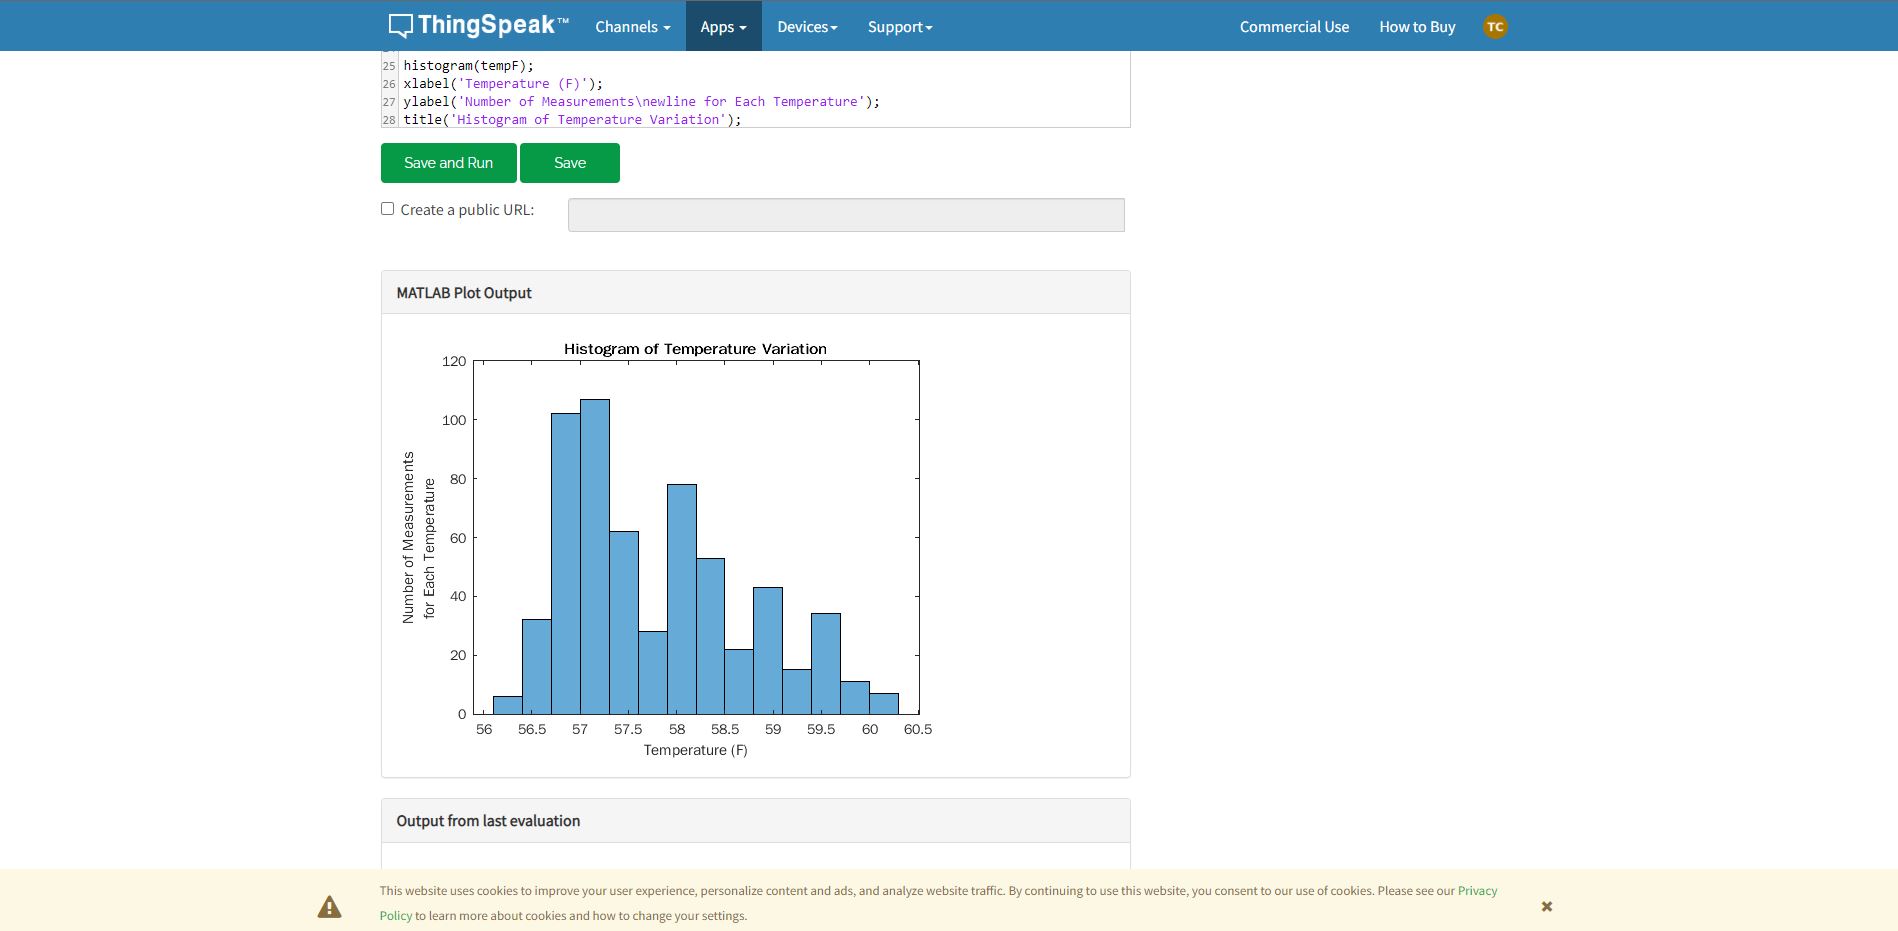 ThingSpeak™ Channels Apps Devices Support Commercial Use How to Buy TC
25 histogram(tempF);
26 xlabel('Temperature (F)');
27 ylabel('Number of Measurements\newline for Each Temperature');
28 title('Histogram of Temperature Variation');
Save and Run Save
Create a public URL:
MATLAB Plot Output
Histogram of Temperature Variation
120
100
80
60
40
20
0
Number of Measurements
for Each Temperature
56 56.5 57 57.5 58 58.5 59 59.5 60 60.5
Temperature (F)
Output from last evaluation
This website uses cookies to improve your user experience, personalize content and ads, and analyze website traffic. By continuing to use this website, you consent to our use of cookies. Please see our Privacy
Policy to learn more about cookies and how to change your settings.